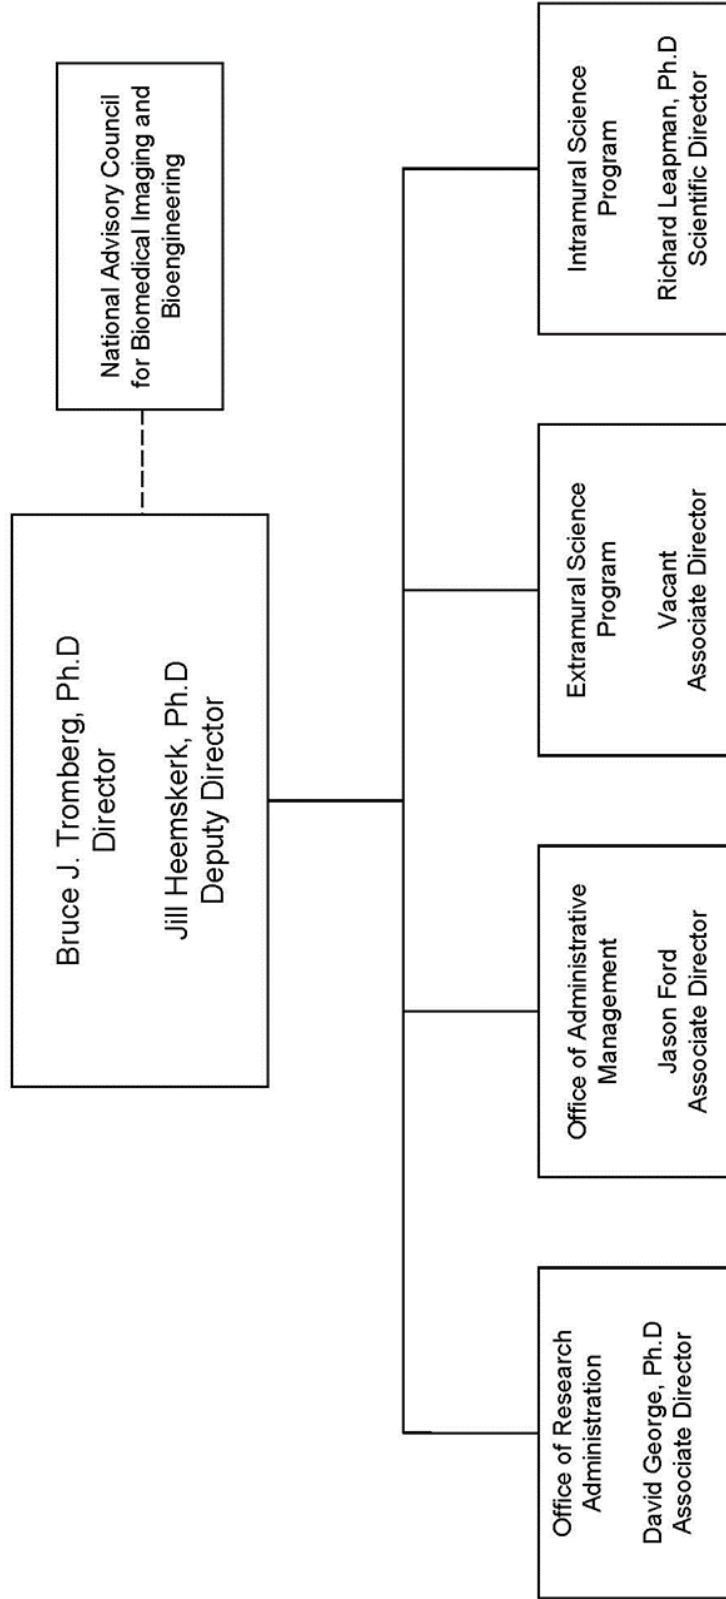 Bruce J. Tromberg, Ph.D
Director
Jill Heemskerk, Ph.D
Deputy Director
National Advisory Council
for Biomedical Imaging and
Bioengineering
Office of Research
Administration
David George, Ph.D
Associate Director
Office of Administrative
Management
Jason Ford
Associate Director
Extramural Science
Program
Vacant
Associate Director
Intramural Science
Program
Richard Leapman, Ph.D
Scientific Director